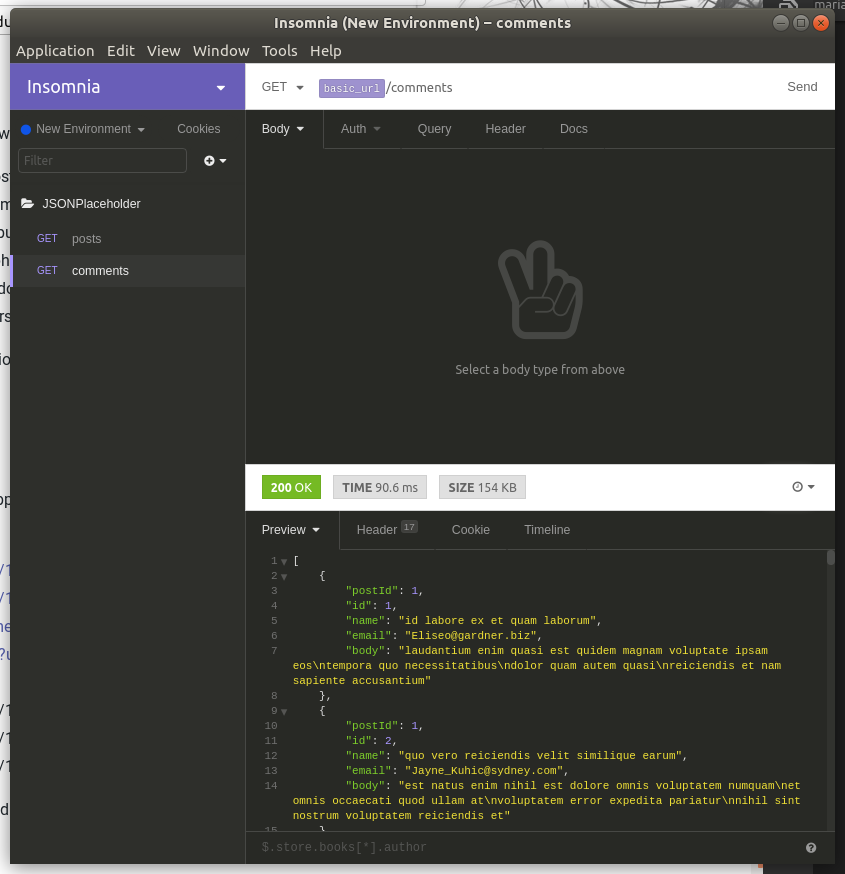 Insomnia (New Environment) – comments
maria
Application Edit View Window Tools Help
Insomnia
GET basic_url/comments Send
New Environment Cookies
Body Auth Query Header Docs
Filter
JSONPlaceholder
GET posts
GET comments
Select a body type from above
200 OK TIME 90.6 ms SIZE 154 KB
Preview Header 17 Cookie Timeline
1 [
2 {
3 "postId": 1,
4 "id": 1,
5 "name": "id labore ex et quam laborum",
6 "email": "Eliseo@gardner.biz",
7 "body": "laudantium enim quasi est quidem magnam voluptate ipsam
eos\ntempora quo necessitatibus\ndolor quam autem quasi\nreiciendis et nam
sapiente accusantium"
8 },
9 {
10 "postId": 1,
11 "id": 2,
12 "name": "quo vero reiciendis velit similique earum",
13 "email": "Jayne_Kuhic@sydney.com",
14 "body": "est natus enim nihil est dolore omnis voluptatem numquam\net
omnis occaecati quod ullam at\nvoluptatem error expedita pariatur\nnihil sint
nostrum voluptatem reiciendis et"
15 }
$.store.books[*].author